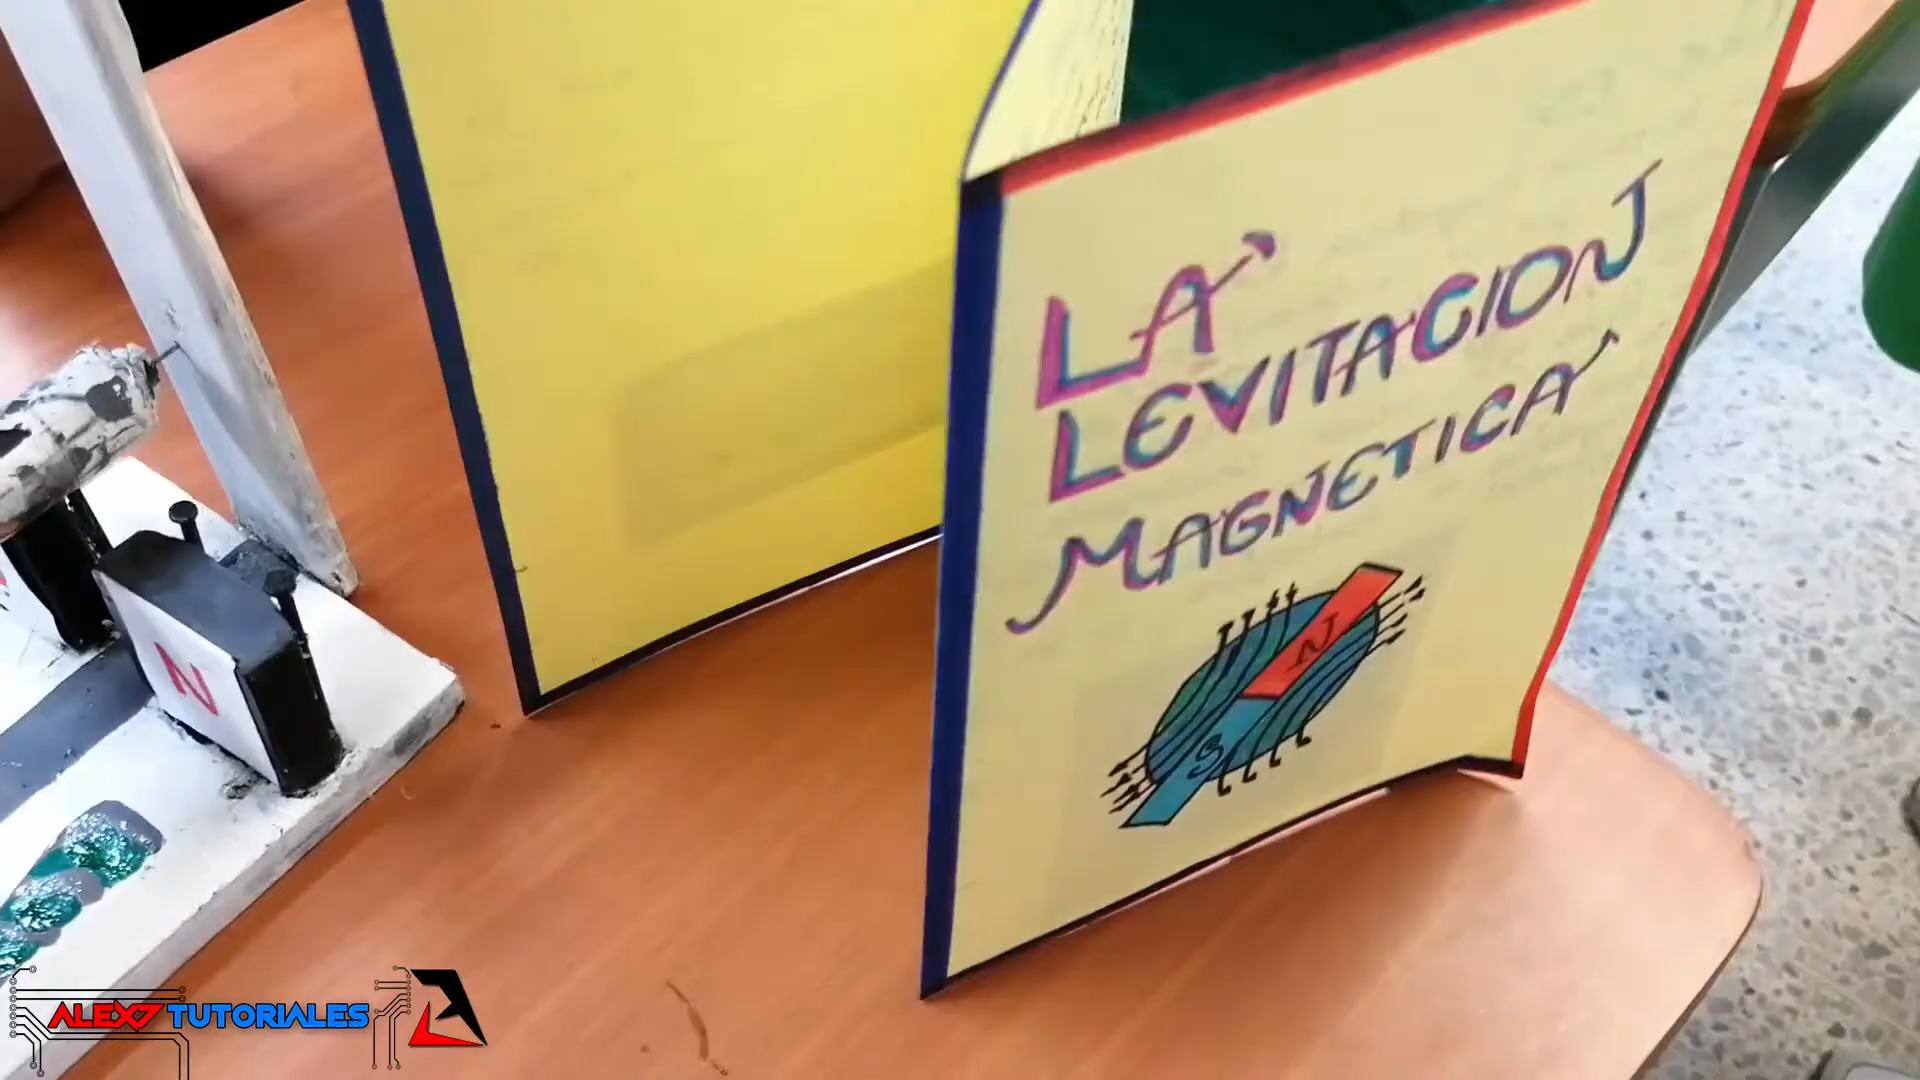 LA
LEVITACION
MAGNETICA
N
S
N
ALEX7 TUTORIALES